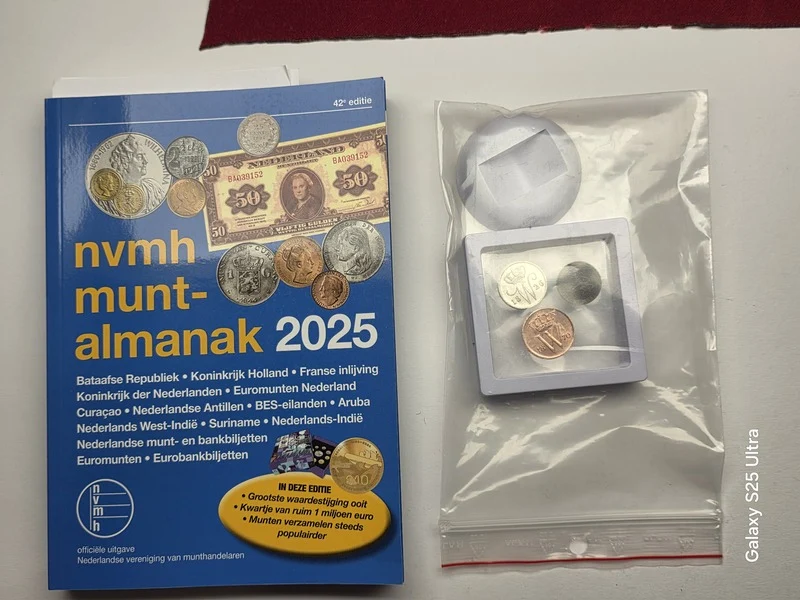 42e editie
NEDERLAND
BA039152
BA039152
50
50
50
50
VIJFTIG GULDEN
nvmh
munt-
almanak 2025
Bataafse Republiek • Koninkrijk Holland • Franse inlijving
Koninkrijk der Nederlanden • Euromunten Nederland
Curaçao • Nederlandse Antillen • BES-eilanden • Aruba
Nederlands West-Indië • Suriname • Nederlands-Indië
Nederlandse munt- en bankbiljetten
Euromunten • Eurobankbiljetten
IN DEZE EDITIE
• Grootste waardestijging ooit
• Kwartje van ruim 1 miljoen euro
• Munten verzamelen steeds
populairder
n
v
m
h
officiële uitgave
Nederlandse vereniging van munthandelaren
W
W
Galaxy S25 Ultra